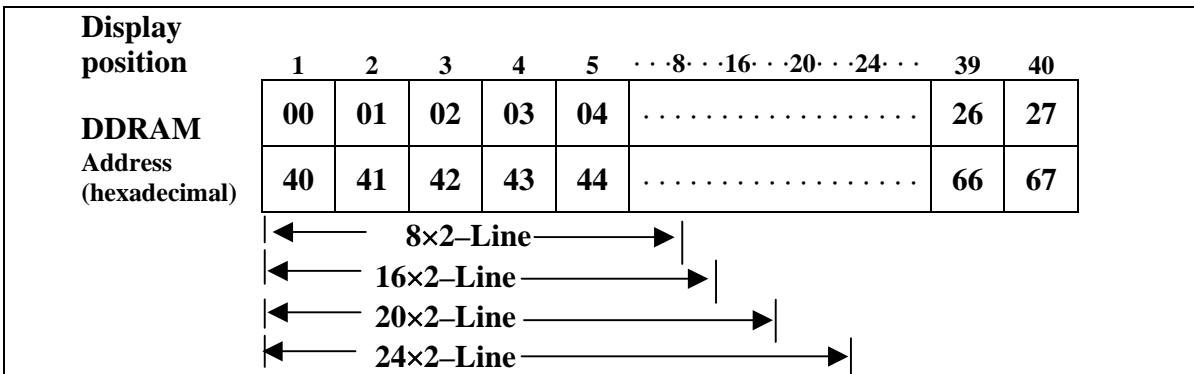 Display
position 1 2 3 4 5 · · ·8· · ·16· · ·20· · ·24· · · 39 40
DDRAM 00 01 02 03 04 · · · · · · · · · · · · · · · · · · 26 27
Address
(hexadecimal) 40 41 42 43 44 · · · · · · · · · · · · · · · · · · 66 67
8×2–Line
16×2–Line
20×2–Line
24×2–Line